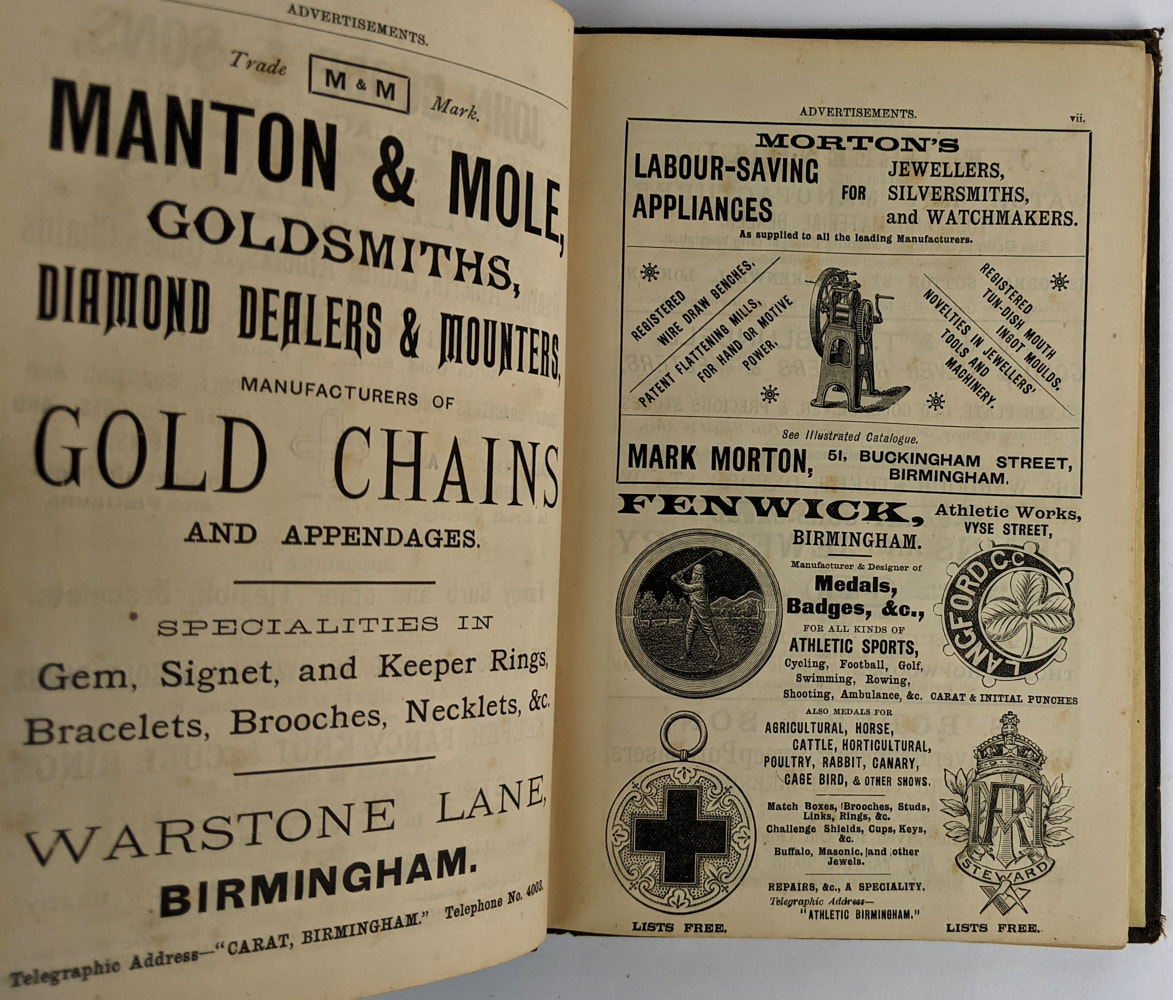 ADVERTISEMENTS.
Trade M & M Mark.
MANTON & MOLE,
GOLDSMITHS,
DIAMOND DEALERS & MOUNTERS,
MANUFACTURERS OF
GOLD CHAINS
AND APPENDAGES.
SPECIALITIES IN
Gem, Signet, and Keeper Rings,
Bracelets, Brooches, Necklets, &c.
WARSTONE LANE,
BIRMINGHAM.
Telegraphic Address—"CARAT, BIRMINGHAM." Telephone No. 4003.
ADVERTISEMENTS. vii.
MORTON'S
LABOUR-SAVING
APPLIANCES
FOR
JEWELLERS,
SILVERSMITHS,
and WATCHMAKERS.
As supplied to all the leading Manufacturers.
REGISTERED
WIRE DRAW BENCHES.
PATENT FLATTENING MILLS,
FOR HAND OR MOTIVE
POWER.
REGISTERED
TUN-DISH MOUTH
INGOT MOULDS.
NOVELTIES IN JEWELLERS'
TOOLS AND
MACHINERY.
See Illustrated Catalogue.
MARK MORTON, 51, BUCKINGHAM STREET,
BIRMINGHAM.
FENWICK, Athletic Works,
VYSE STREET,
BIRMINGHAM.
Manufacturer & Designer of
Medals,
Badges, &c.,
FOR ALL KINDS OF
ATHLETIC SPORTS,
Cycling, Football, Golf,
Swimming, Rowing,
Shooting, Ambulance, &c.
LANGFORD C.C.
CARAT & INITIAL PUNCHES
ALSO MEDALS FOR
AGRICULTURAL, HORSE,
CATTLE, HORTICULTURAL,
POULTRY, RABBIT, CANARY,
CAGE BIRD, & OTHER SHOWS.
Match Boxes, Brooches, Studs,
Links, Rings, &c.
Challenge Shields, Cups, Keys,
&c.
Buffalo, Masonic, and other
Jewels.
REPAIRS, &c., A SPECIALITY.
Telegraphic Address—
"ATHLETIC BIRMINGHAM."
STEWARD
LISTS FREE.
LISTS FREE.